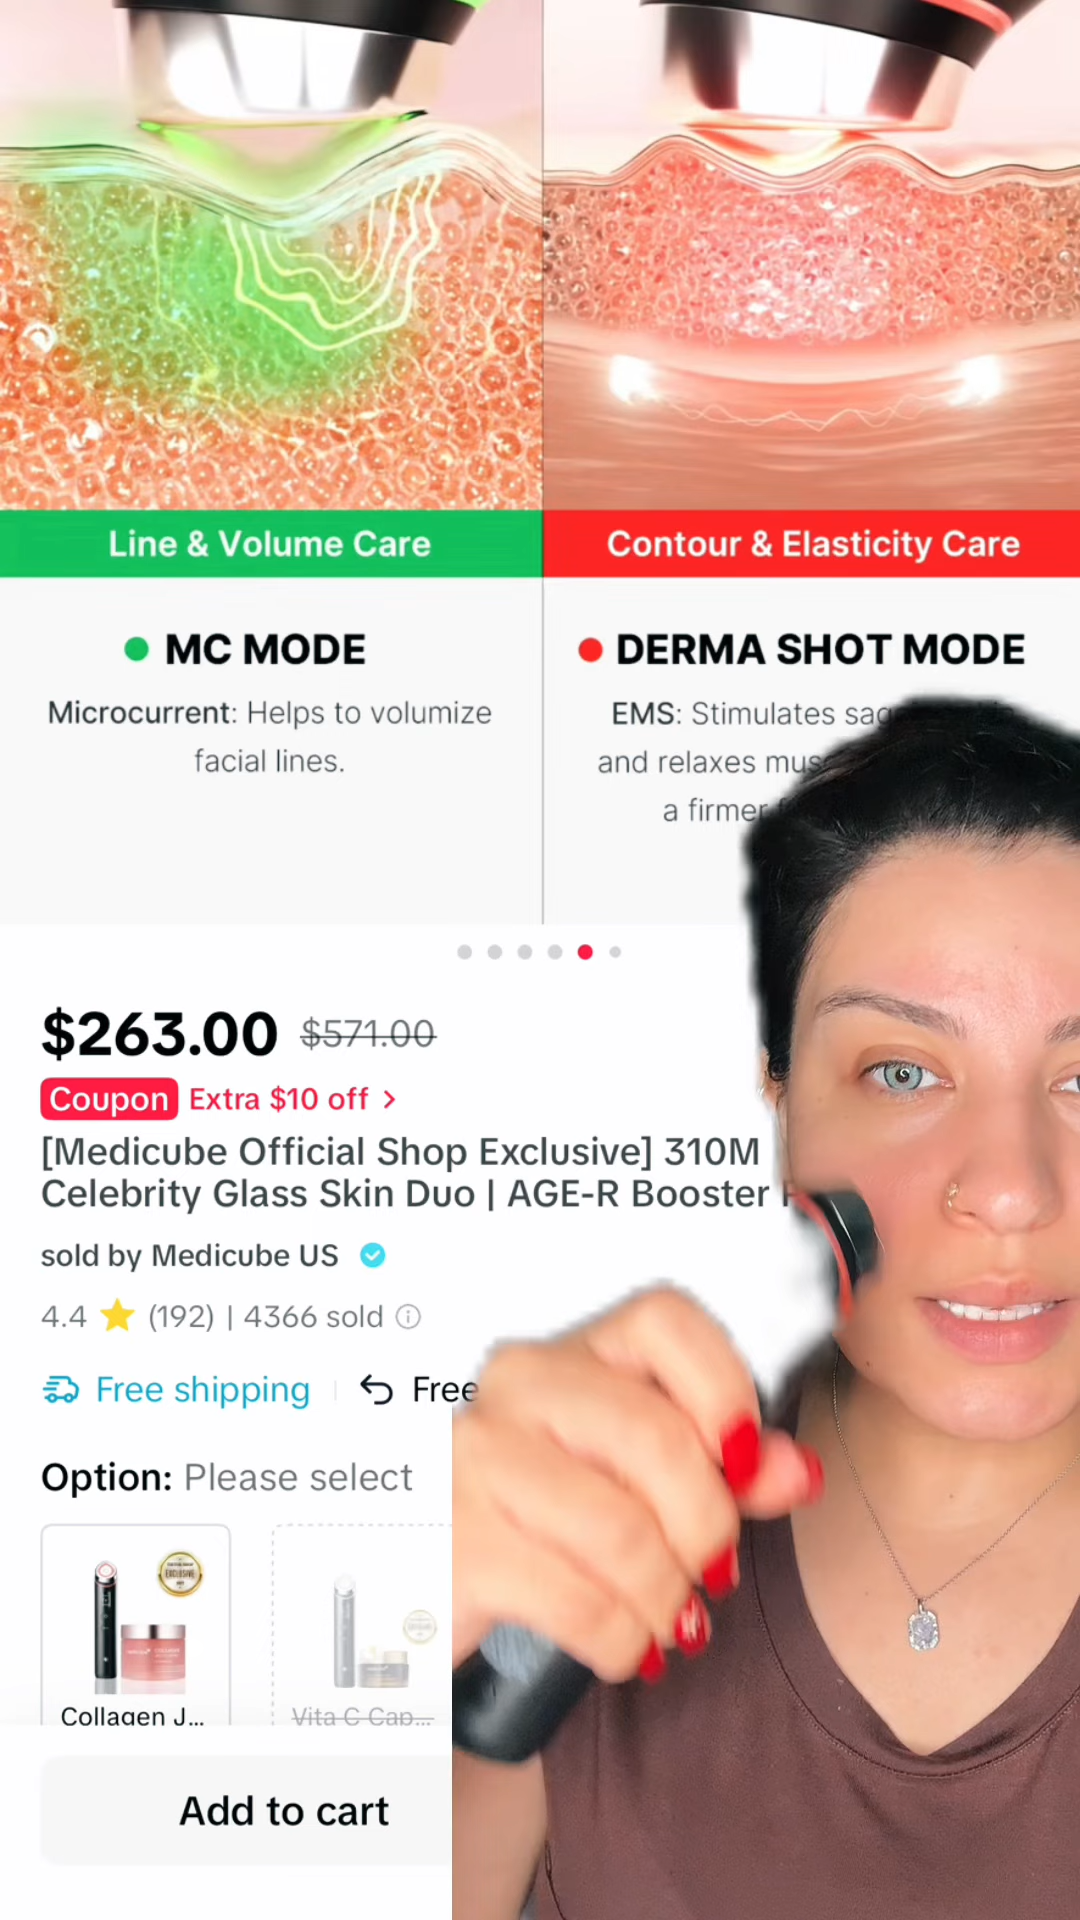 Line & Volume Care
Contour & Elasticity Care
MC MODE
DERMA SHOT MODE
Microcurrent: Helps to volumize
facial lines.
EMS: Stimulates
and relaxes
a firmer
$263.00 $571.00
Coupon Extra $10 off >
[Medicube Official Shop Exclusive] 310M
Celebrity Glass Skin Duo | AGE-R Booster
sold by Medicube US
4.4 (192) | 4366 sold
Free shipping Free
Option: Please select
EXCLUSIVE
Collagen J...
Vita C Cap...
Add to cart